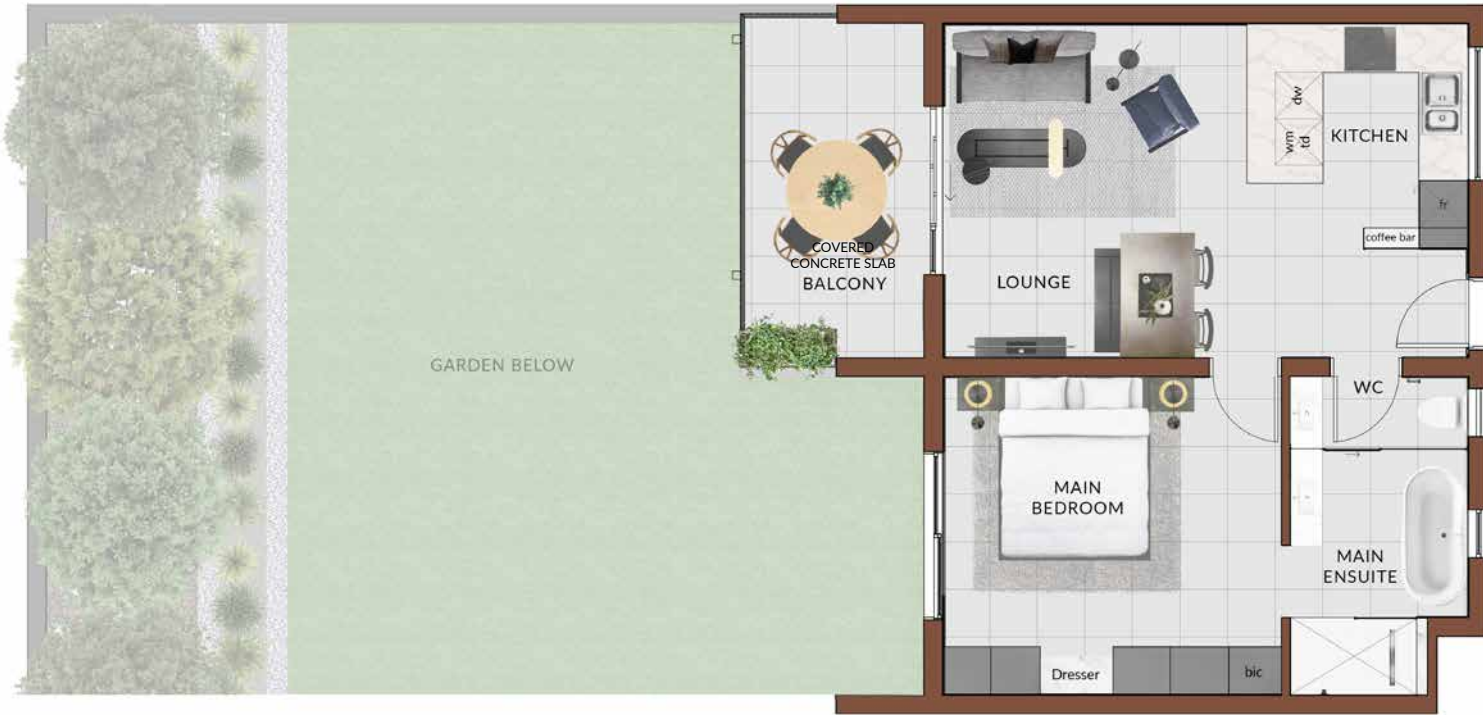 dw
wm
td
KITCHEN
fr
coffee bar
COVERED
CONCRETE SLAB
BALCONY
LOUNGE
GARDEN BELOW
WC
MAIN
BEDROOM
MAIN
ENSUITE
Dresser
bic